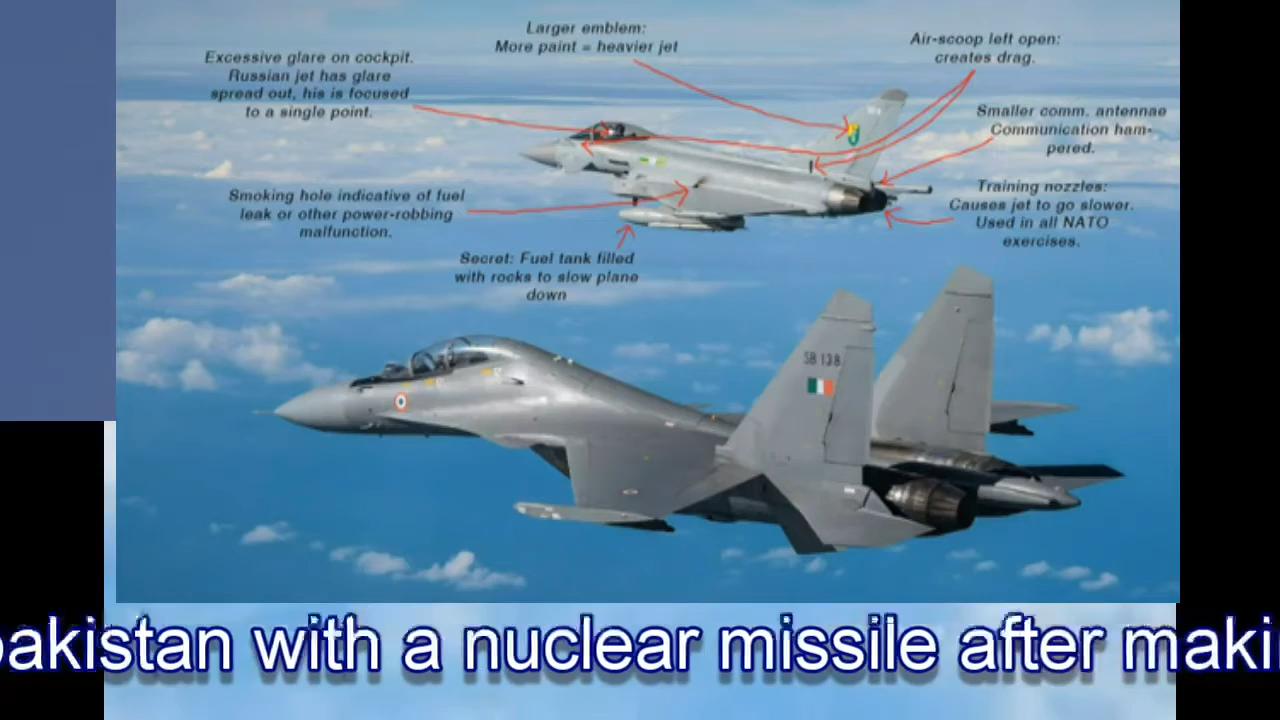 Larger emblem:
More paint = heavier jet
Air-scoop left open:
creates drag.
Excessive glare on cockpit.
Russian jet has glare
spread out, his is focused
to a single point.
Smaller comm. antennae
Communication ham-
pered.
Smoking hole indicative of fuel
leak or other power-robbing
malfunction.
Training nozzles:
Causes jet to go slower.
Used in all NATO
exercises.
Secret: Fuel tank filled
with rocks to slow plane
down
SB 138
pakistan with a nuclear missile after maki